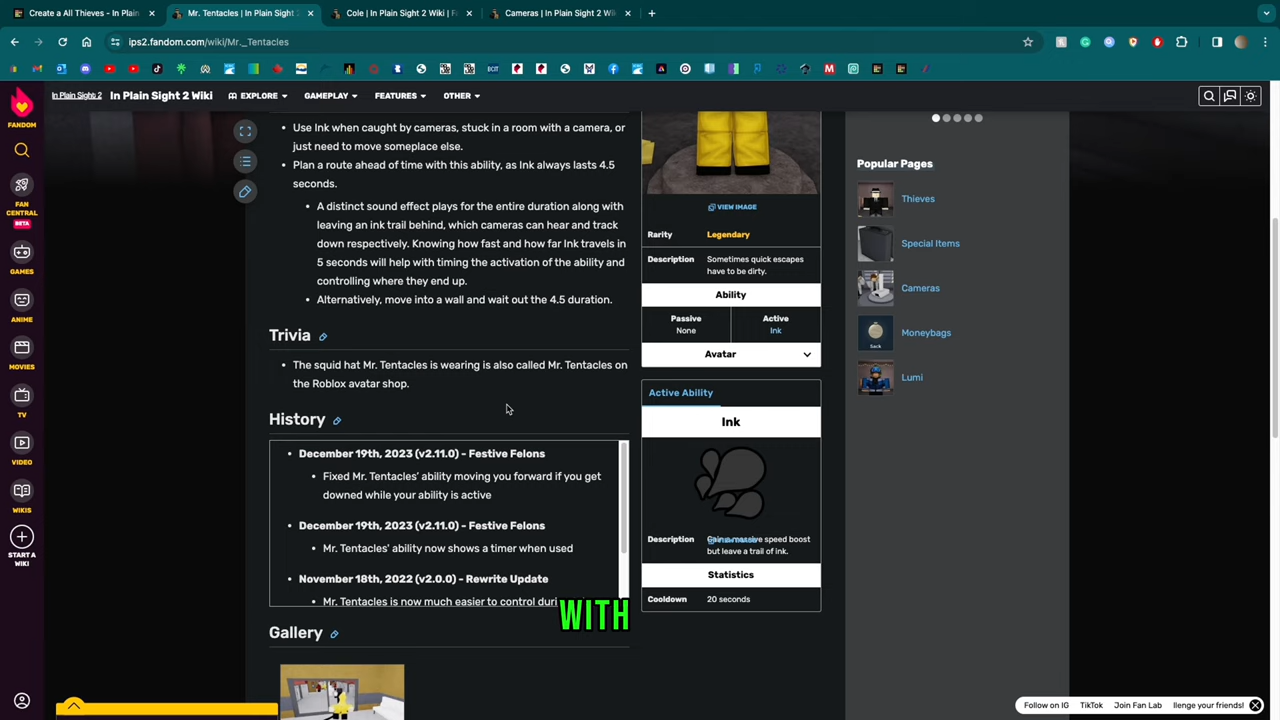 Create a All Thieves - In Plain
Mr. Tentacles | In Plain Sight 2
Cole | In Plain Sight 2 Wiki | F
Cameras | In Plain Sight 2 Wi
ips2.fandom.com/wiki/Mr._Tentacles
In Plain Sight 2
In Plain Sight 2 Wiki
EXPLORE
GAMEPLAY
FEATURES
OTHER
FANDOM
FAN CENTRAL
BETA
GAMES
ANIME
MOVIES
TV
VIDEO
WIKIS
START A WIKI
Use Ink when caught by cameras, stuck in a room with a camera, or
just need to move someplace else.
Plan a route ahead of time with this ability, as Ink always lasts 4.5
seconds.
A distinct sound effect plays for the entire duration along with
leaving an ink trail behind, which cameras can hear and track
down respectively. Knowing how fast and how far Ink travels in
5 seconds will help with timing the activation of the ability and
controlling where they end up.
Alternatively, move into a wall and wait out the 4.5 duration.
Trivia
The squid hat Mr. Tentacles is wearing is also called Mr. Tentacles on
the Roblox avatar shop.
History
December 19th, 2023 (v2.11.0) - Festive Felons
Fixed Mr. Tentacles' ability moving you forward if you get
downed while your ability is active
December 19th, 2023 (v2.11.0) - Festive Felons
Mr. Tentacles' ability now shows a timer when used
November 18th, 2022 (v2.0.0) - Rewrite Update
Mr. Tentacles is now much easier to control duri
WITH
Gallery
VIEW IMAGE
Rarity Legendary
Description Sometimes quick escapes
have to be dirty.
Ability
Passive Active
None Ink
Avatar
Active Ability
Ink
Description Gain a massive speed boost
but leave a trail of ink.
Statistics
Cooldown 20 seconds
Popular Pages
Thieves
Special Items
Cameras
Moneybags
Sack
Lumi
Follow on IG TikTok Join Fan Lab llenge your friends!